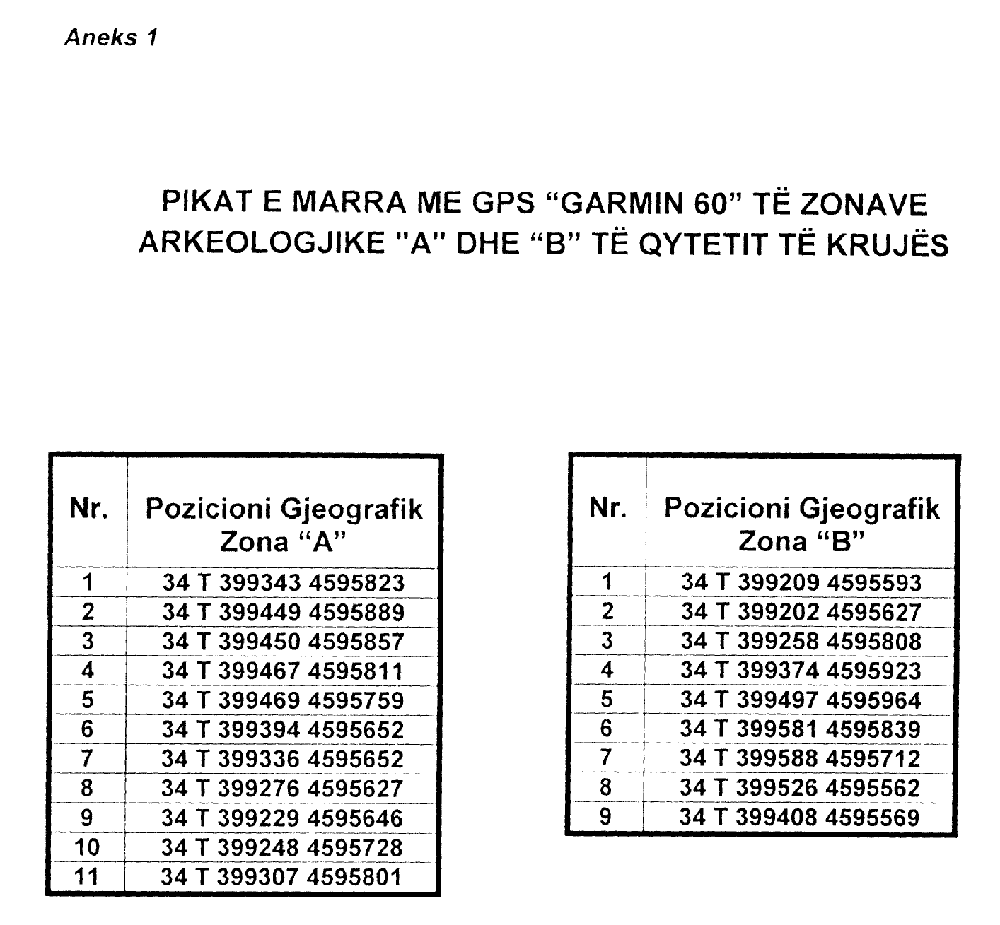 Aneks 1
PIKAT E MARRA ME GPS “GARMIN 60” TË ZONAVE
ARKEOLOGJIKE "A" DHE “B” TË QYTETIT TË KRUJËS
Nr. Pozicioni Gjeografik
Zona “A”
1 34 T 399343 4595823
2 34 T 399449 4595889
3 34 T 399450 4595857
4 34 T 399467 4595811
5 34 T 399469 4595759
6 34 T 399394 4595652
7 34 T 399336 4595652
8 34 T 399276 4595627
9 34 T 399229 4595646
10 34 T 399248 4595728
11 34 T 399307 4595801
Nr. Pozicioni Gjeografik
Zona “B”
1 34 T 399209 4595593
2 34 T 399202 4595627
3 34 T 399258 4595808
4 34 T 399374 4595923
5 34 T 399497 4595964
6 34 T 399581 4595839
7 34 T 399588 4595712
8 34 T 399526 4595562
9 34 T 399408 4595569